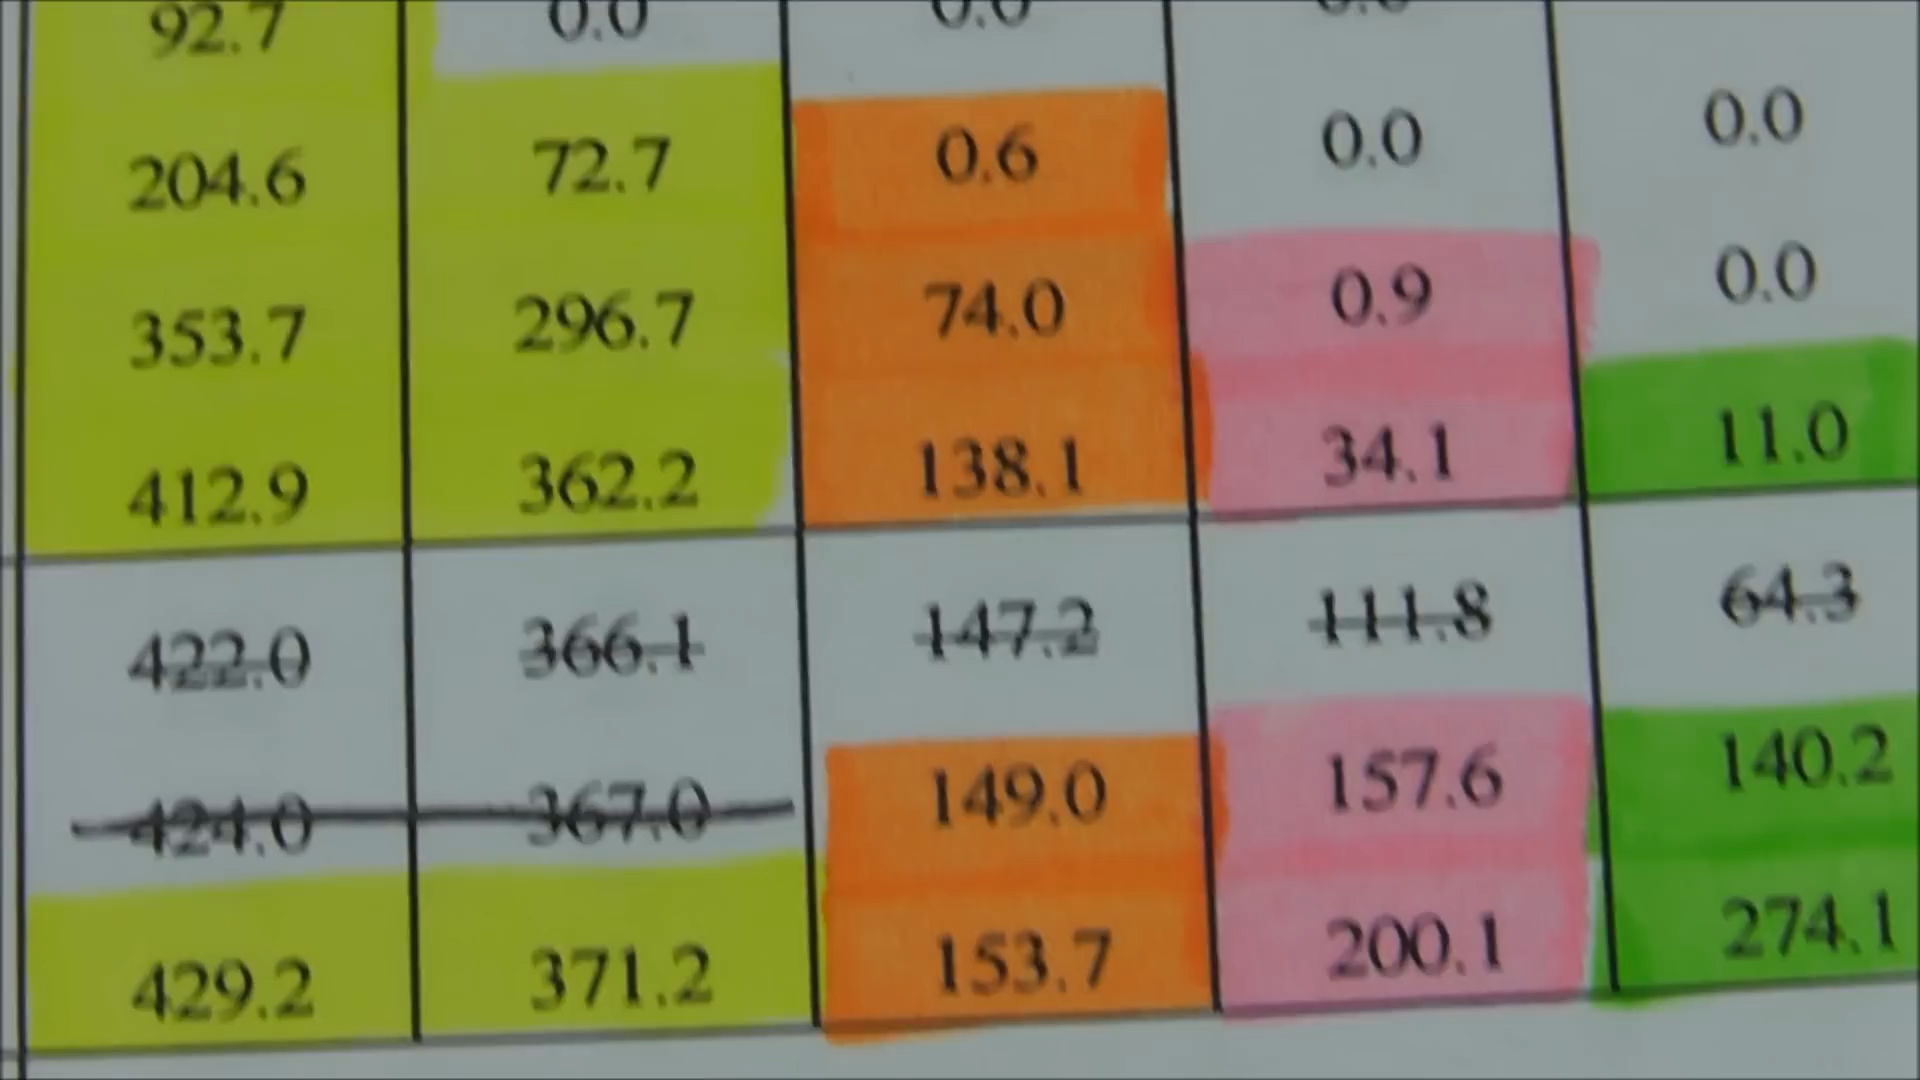 92.7 0.0 0.0 0.0
204.6 72.7 0.6 0.0 0.0
353.7 296.7 74.0 0.9 0.0
412.9 362.2 138.1 34.1 11.0
422.0 366.1 147.2 111.8 64.3
424.0 367.0 149.0 157.6 140.2
429.2 371.2 153.7 200.1 274.1